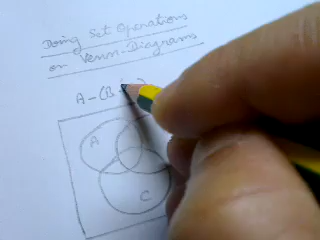 Doing Set Operations
on Venn-Diagrams
A-(B
A
C